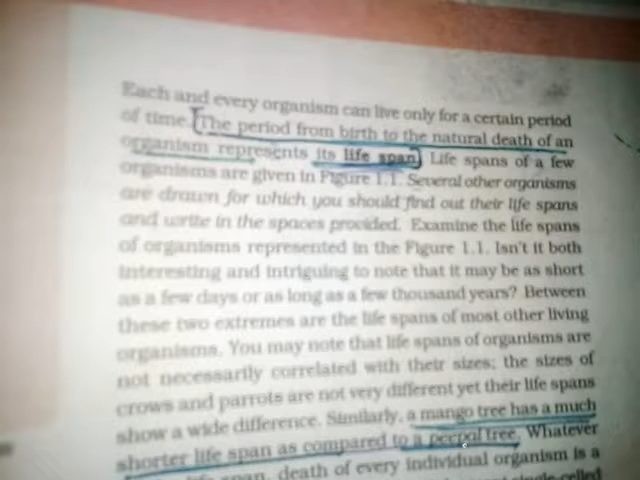 Each and every organism can live only for a certain period
of time. The period from birth to the natural death of an
organism represents its life span. Life spans of a few
organisms are given in Figure 1.1. Several other organisms
are drawn for which you should find out their life spans
and write in the spaces provided. Examine the life spans
of organisms represented in the Figure 1.1. Isn't it both
interesting and intriguing to note that it may be as short
as a few days or as long as a few thousand years? Between
these two extremes are the life spans of most other living
organisms. You may note that life spans of organisms are
not necessarily correlated with their sizes; the sizes of
crows and parrots are not very different yet their life spans
show a wide difference. Similarly, a mango tree has a much
shorter life span as compared to a peepal tree. Whatever
span, death of every individual organism is a
single-celled